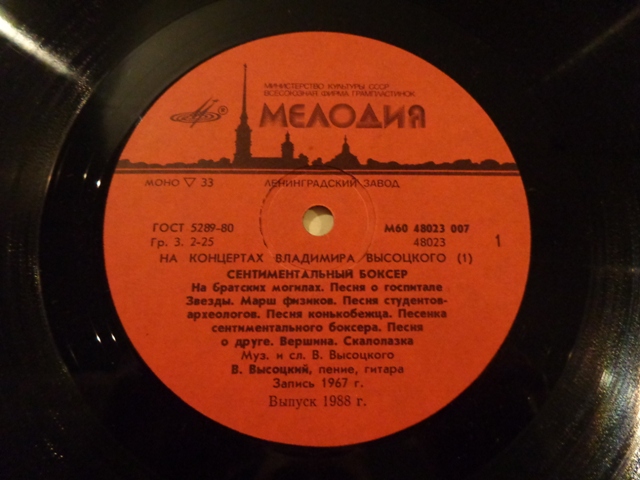 МИНИСТЕРСТВО КУЛЬТУРЫ СССР
ВСЕСОЮЗНАЯ ФИРМА ГРАМПЛАСТИНОК
МЕЛОДИЯ
МОНО ▽ 33 ЛЕНИНГРАДСКИЙ ЗАВОД
ГОСТ 5289-80 М60 48023 007
Гр. 3. 2-25 48023 1
НА КОНЦЕРТАХ ВЛАДИМИРА ВЫСОЦКОГО (1)
СЕНТИМЕНТАЛЬНЫЙ БОКСЕР
На братских могилах. Песня о госпитале
Звезды. Марш физиков. Песня студентов-
археологов. Песня конькобежца. Песенка
сентиментального боксера. Песня
о друге. Вершина. Скалолазка
Муз. и сл. В. Высоцкого
В. Высоцкий, пение, гитара
Запись 1967 г.
Выпуск 1988 г.